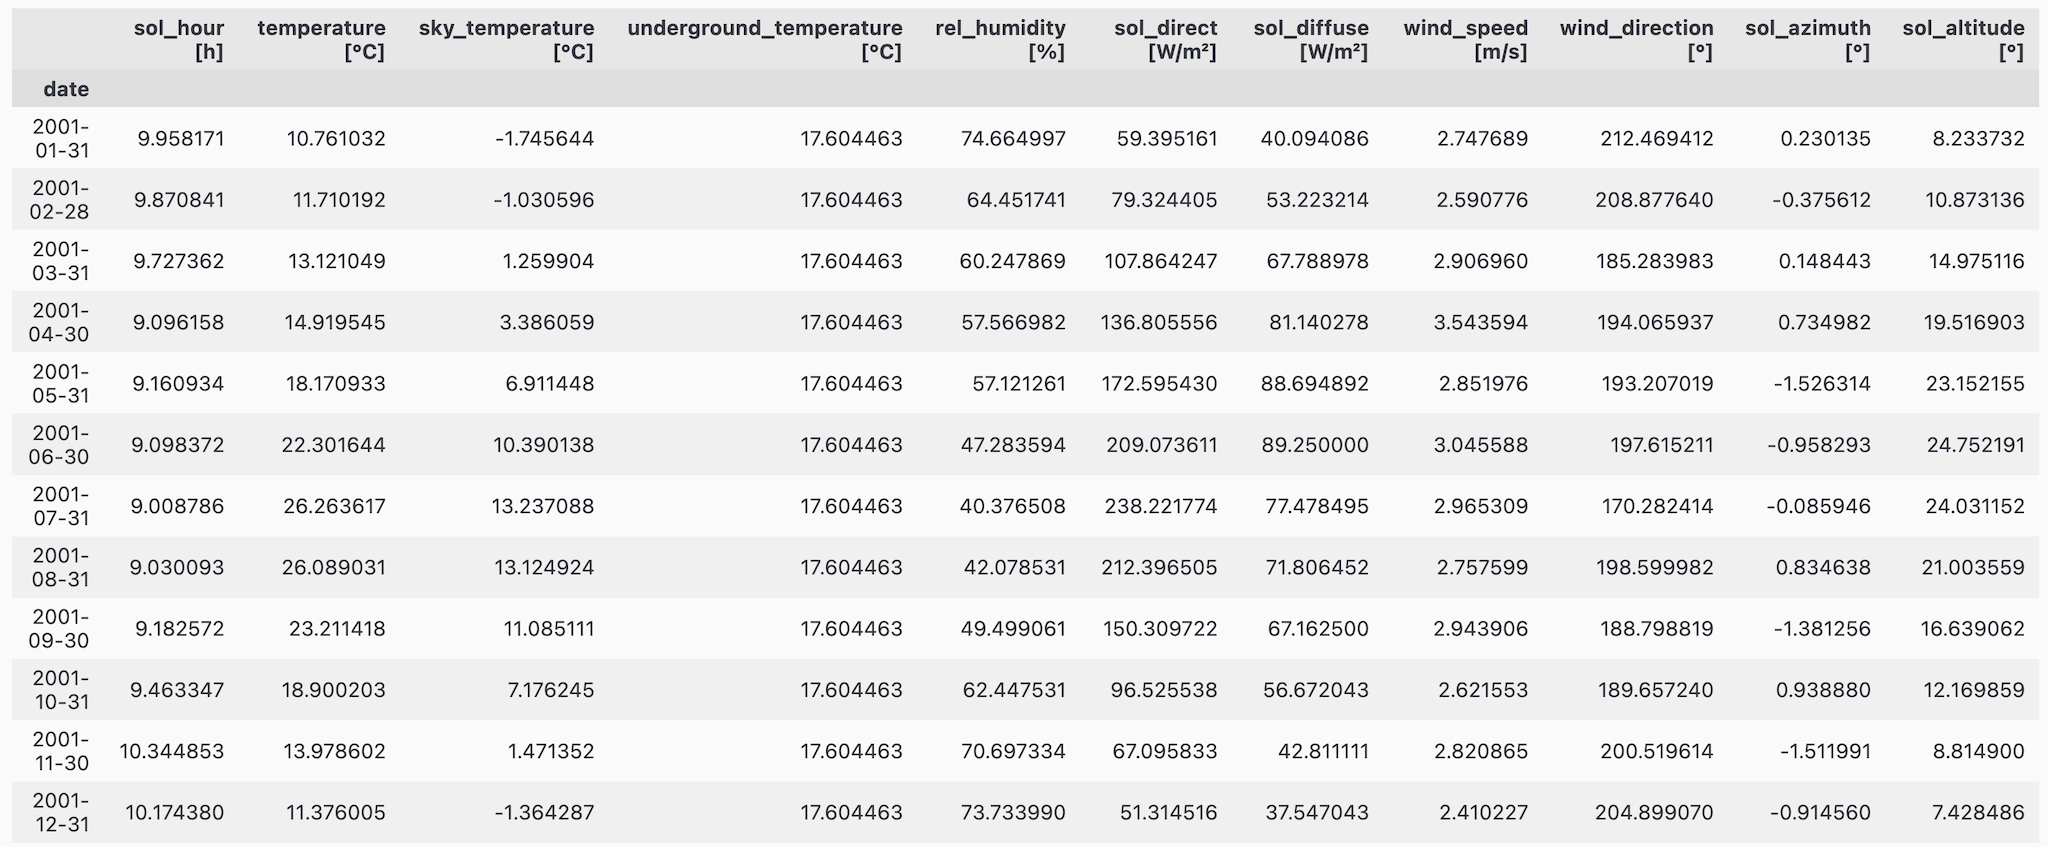 sol_hour temperature sky_temperature underground_temperature rel_humidity sol_direct sol_diffuse wind_speed wind_direction sol_azimuth sol_altitude
[h] [°C] [°C] [°C] [%] [W/m²] [W/m²] [m/s] [°] [°] [°]
date
2001-
01-31 9.958171 10.761032 -1.745644 17.604463 74.664997 59.395161 40.094086 2.747689 212.469412 0.230135 8.233732
2001-
02-28 9.870841 11.710192 -1.030596 17.604463 64.451741 79.324405 53.223214 2.590776 208.877640 -0.375612 10.873136
2001-
03-31 9.727362 13.121049 1.259904 17.604463 60.247869 107.864247 67.788978 2.906960 185.283983 0.148443 14.975116
2001-
04-30 9.096158 14.919545 3.386059 17.604463 57.566982 136.805556 81.140278 3.543594 194.065937 0.734982 19.516903
2001-
05-31 9.160934 18.170933 6.911448 17.604463 57.121261 172.595430 88.694892 2.851976 193.207019 -1.526314 23.152155
2001-
06-30 9.098372 22.301644 10.390138 17.604463 47.283594 209.073611 89.250000 3.045588 197.615211 -0.958293 24.752191
2001-
07-31 9.008786 26.263617 13.237088 17.604463 40.376508 238.221774 77.478495 2.965309 170.282414 -0.085946 24.031152
2001-
08-31 9.030093 26.089031 13.124924 17.604463 42.078531 212.396505 71.806452 2.757599 198.599982 0.834638 21.003559
2001-
09-30 9.182572 23.211418 11.085111 17.604463 49.499061 150.309722 67.162500 2.943906 188.798819 -1.381256 16.639062
2001-
10-31 9.463347 18.900203 7.176245 17.604463 62.447531 96.525538 56.672043 2.621553 189.657240 0.938880 12.169859
2001-
11-30 10.344853 13.978602 1.471352 17.604463 70.697334 67.095833 42.811111 2.820865 200.519614 -1.511991 8.814900
2001-
12-31 10.174380 11.376005 -1.364287 17.604463 73.733990 51.314516 37.547043 2.410227 204.899070 -0.914560 7.428486